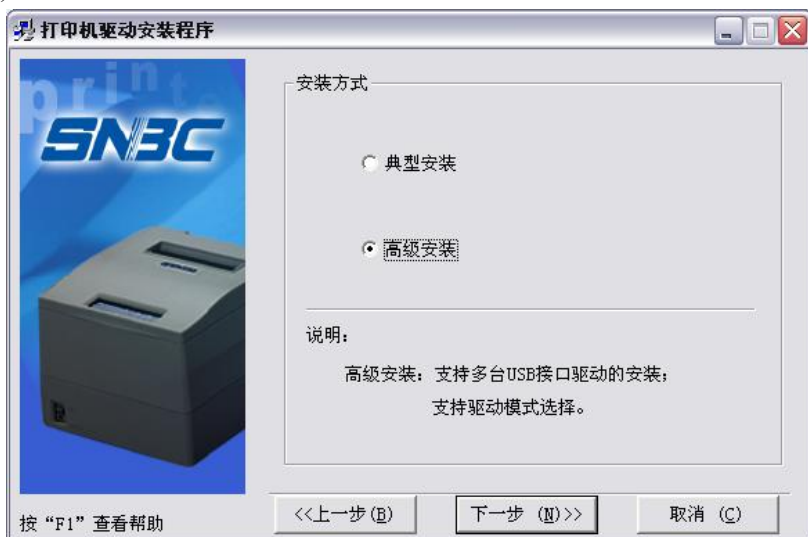 打印机驱动安装程序
printe
SNBC
安装方式
典型安装
高级安装
说明:
高级安装: 支持多台USB接口驱动的安装;
支持驱动模式选择。
按 “F1” 查看帮助
<<上一步(B)
下一步 (N)>>
取消 (C)